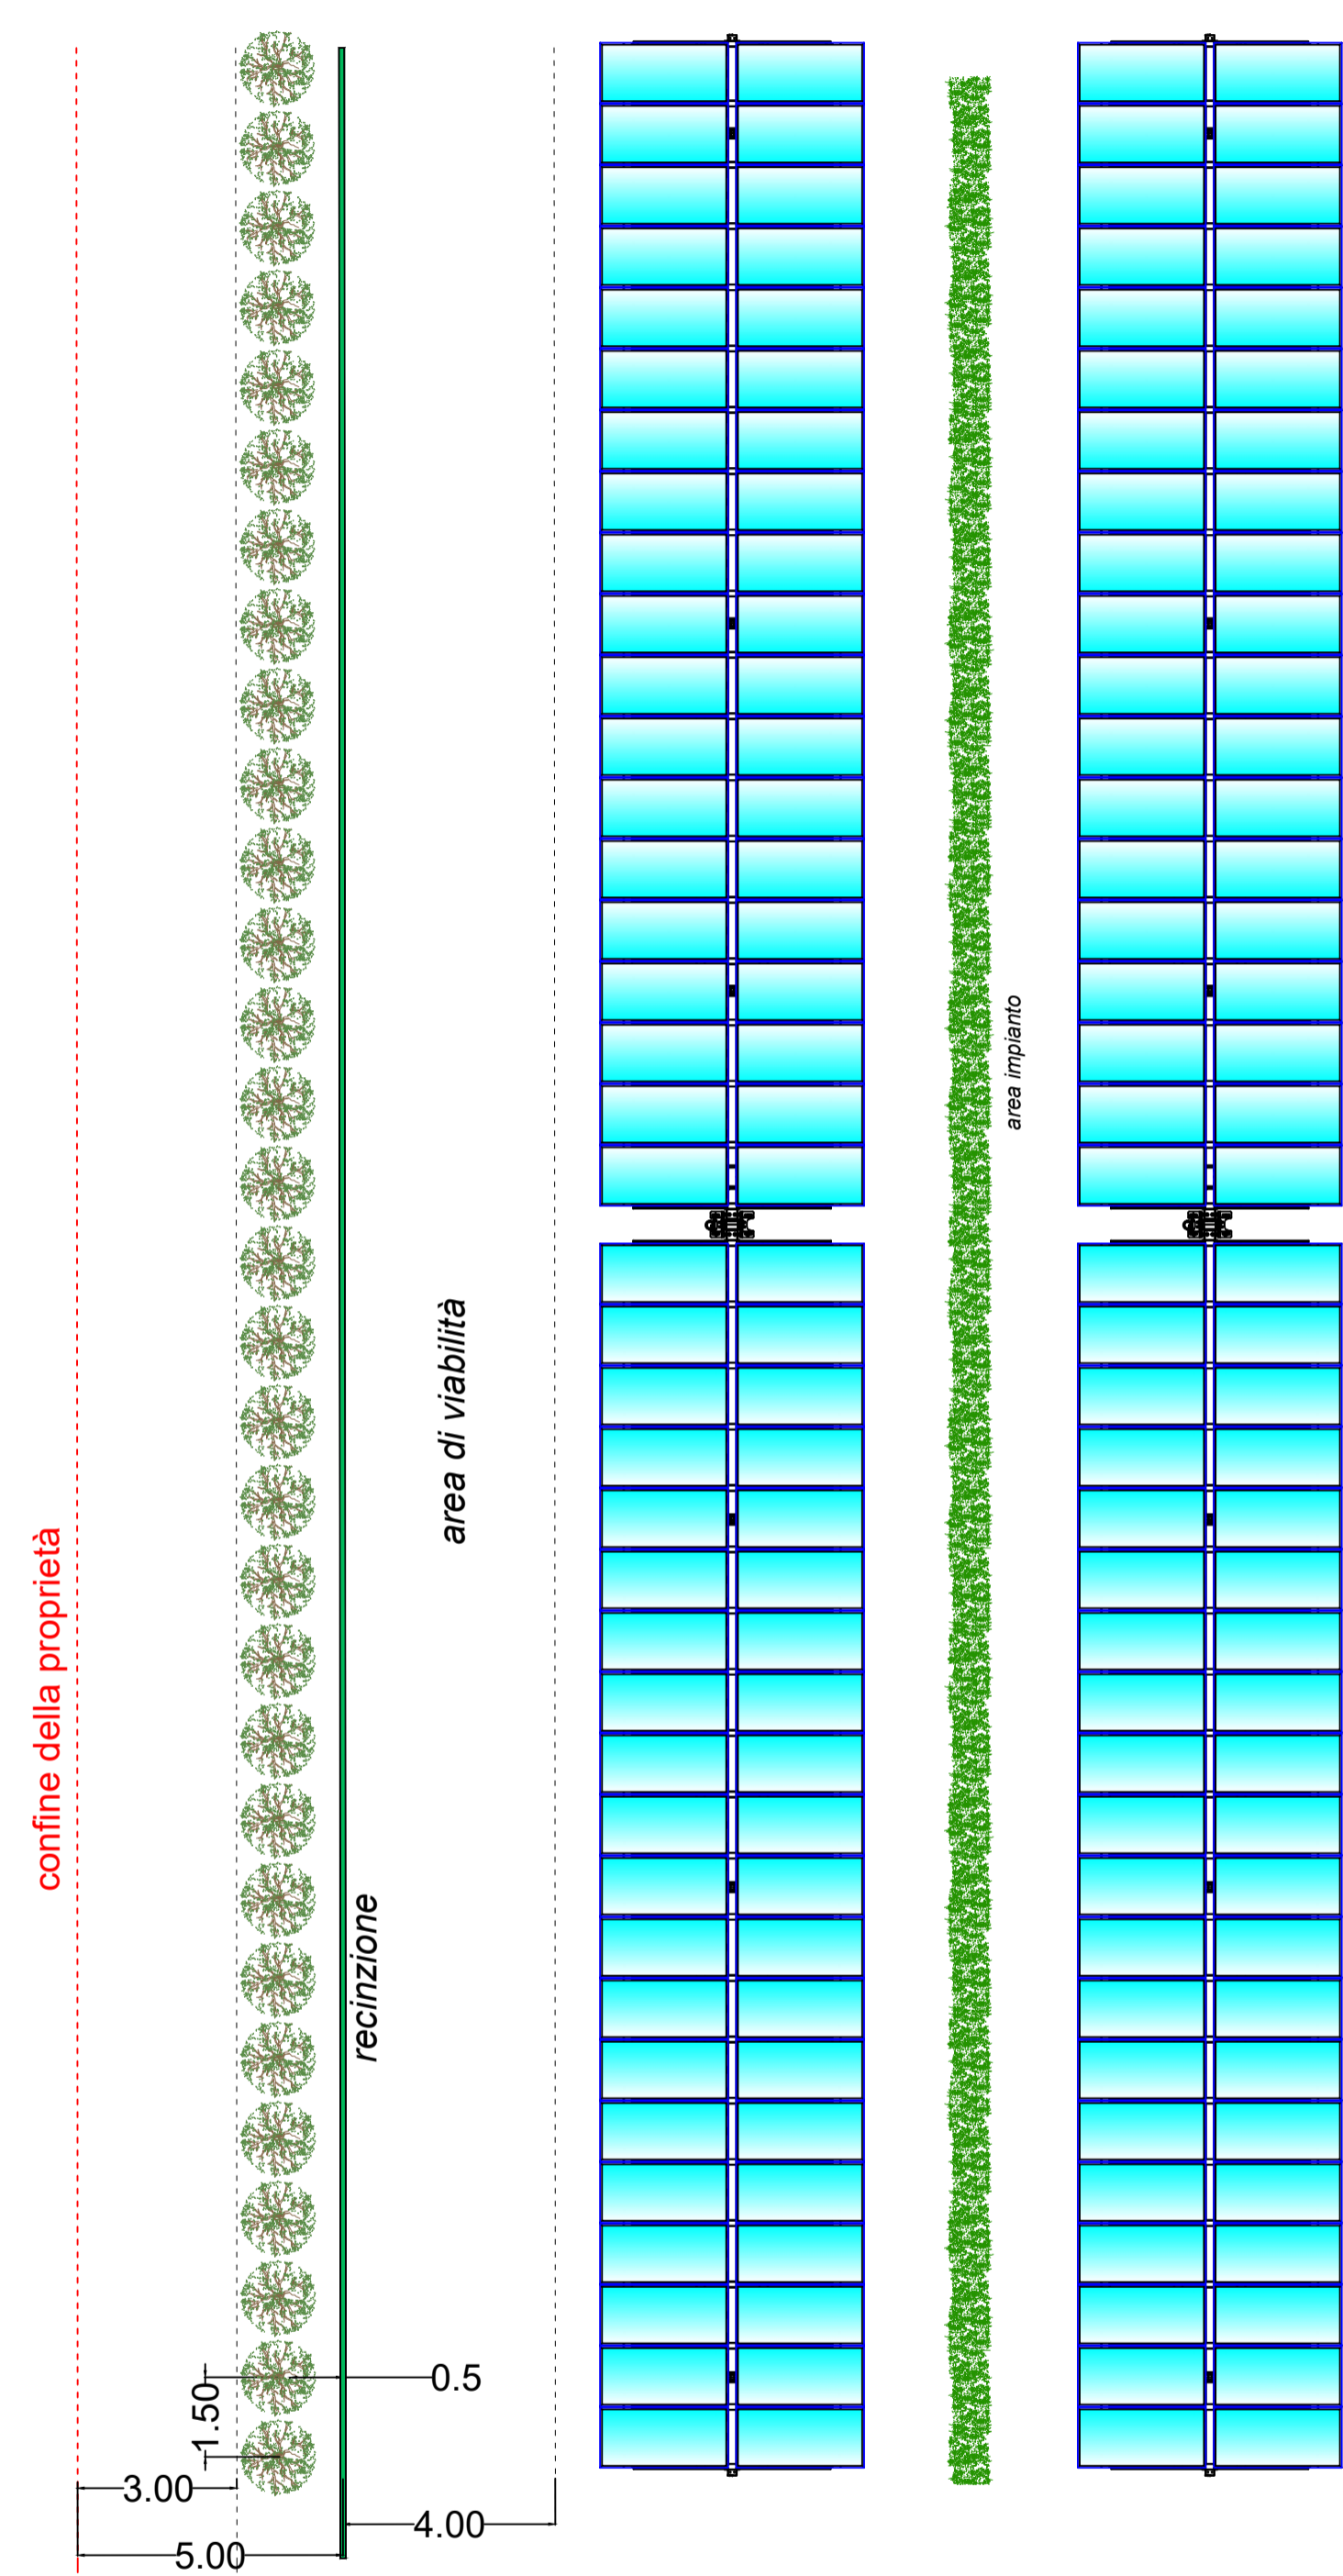 confine della proprietà
recinzione
area di viabilità
area impianto
1.50
0.5
3.00
4.00
5.00